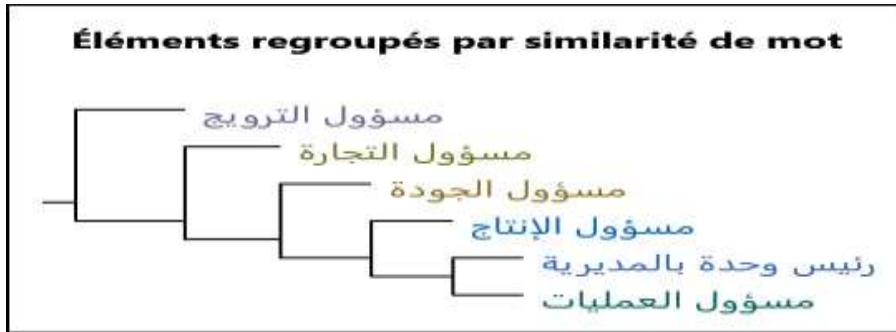 Éléments regroupés par similarité de mot
مسؤول الترويج
مسؤول التجارة
مسؤول الجودة
مسؤول الإنتاج
رئيس وحدة بالمديرية
مسؤول العمليات